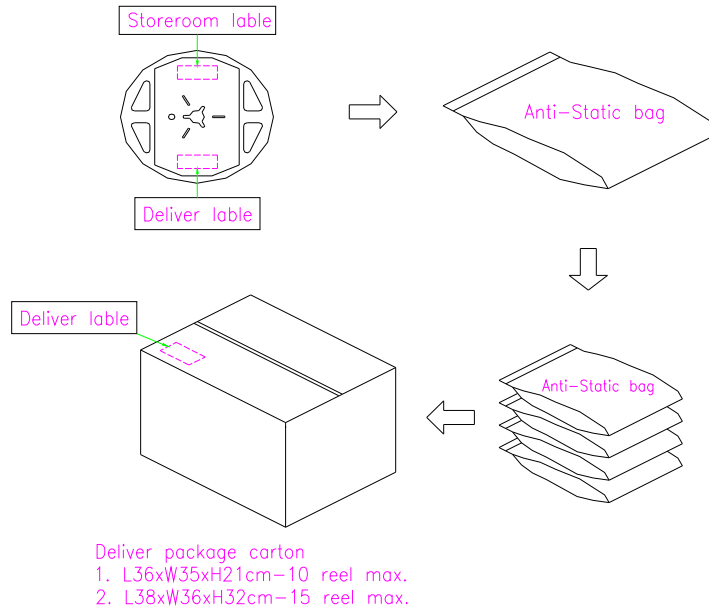 Storeroom lable
Anti-Static bag
Deliver lable
Deliver lable
Anti-Static bag
Deliver package carton
1. L36xW35xH21cm-10 reel max.
2. L38xW36xH32cm-15 reel max.